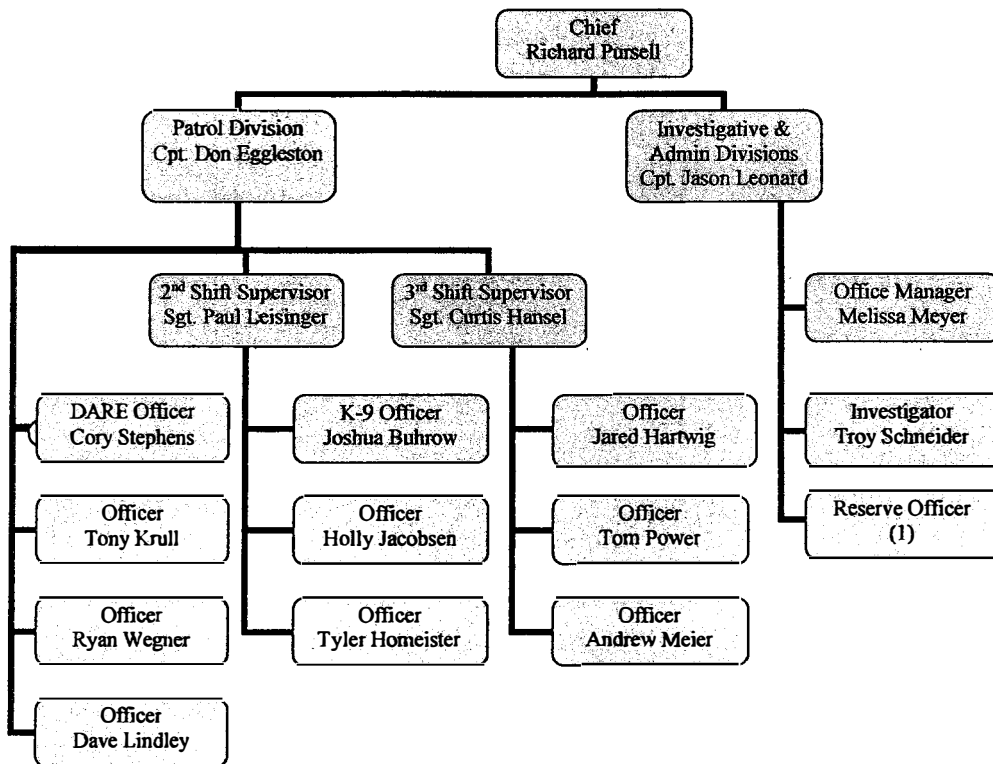 Chief
Richard Pursell
Patrol Division
Cpt. Don Eggleston
Investigative &
Admin Divisions
Cpt. Jason Leonard
2nd Shift Supervisor
Sgt. Paul Leisinger
3rd Shift Supervisor
Sgt. Curtis Hansel
Office Manager
Melissa Meyer
DARE Officer
Cory Stephens
K-9 Officer
Joshua Buhrow
Officer
Jared Hartwig
Investigator
Troy Schneider
Officer
Tony Krull
Officer
Holly Jacobsen
Officer
Tom Power
Reserve Officer
(1)
Officer
Ryan Wegner
Officer
Tyler Homeister
Officer
Andrew Meier
Officer
Dave Lindley